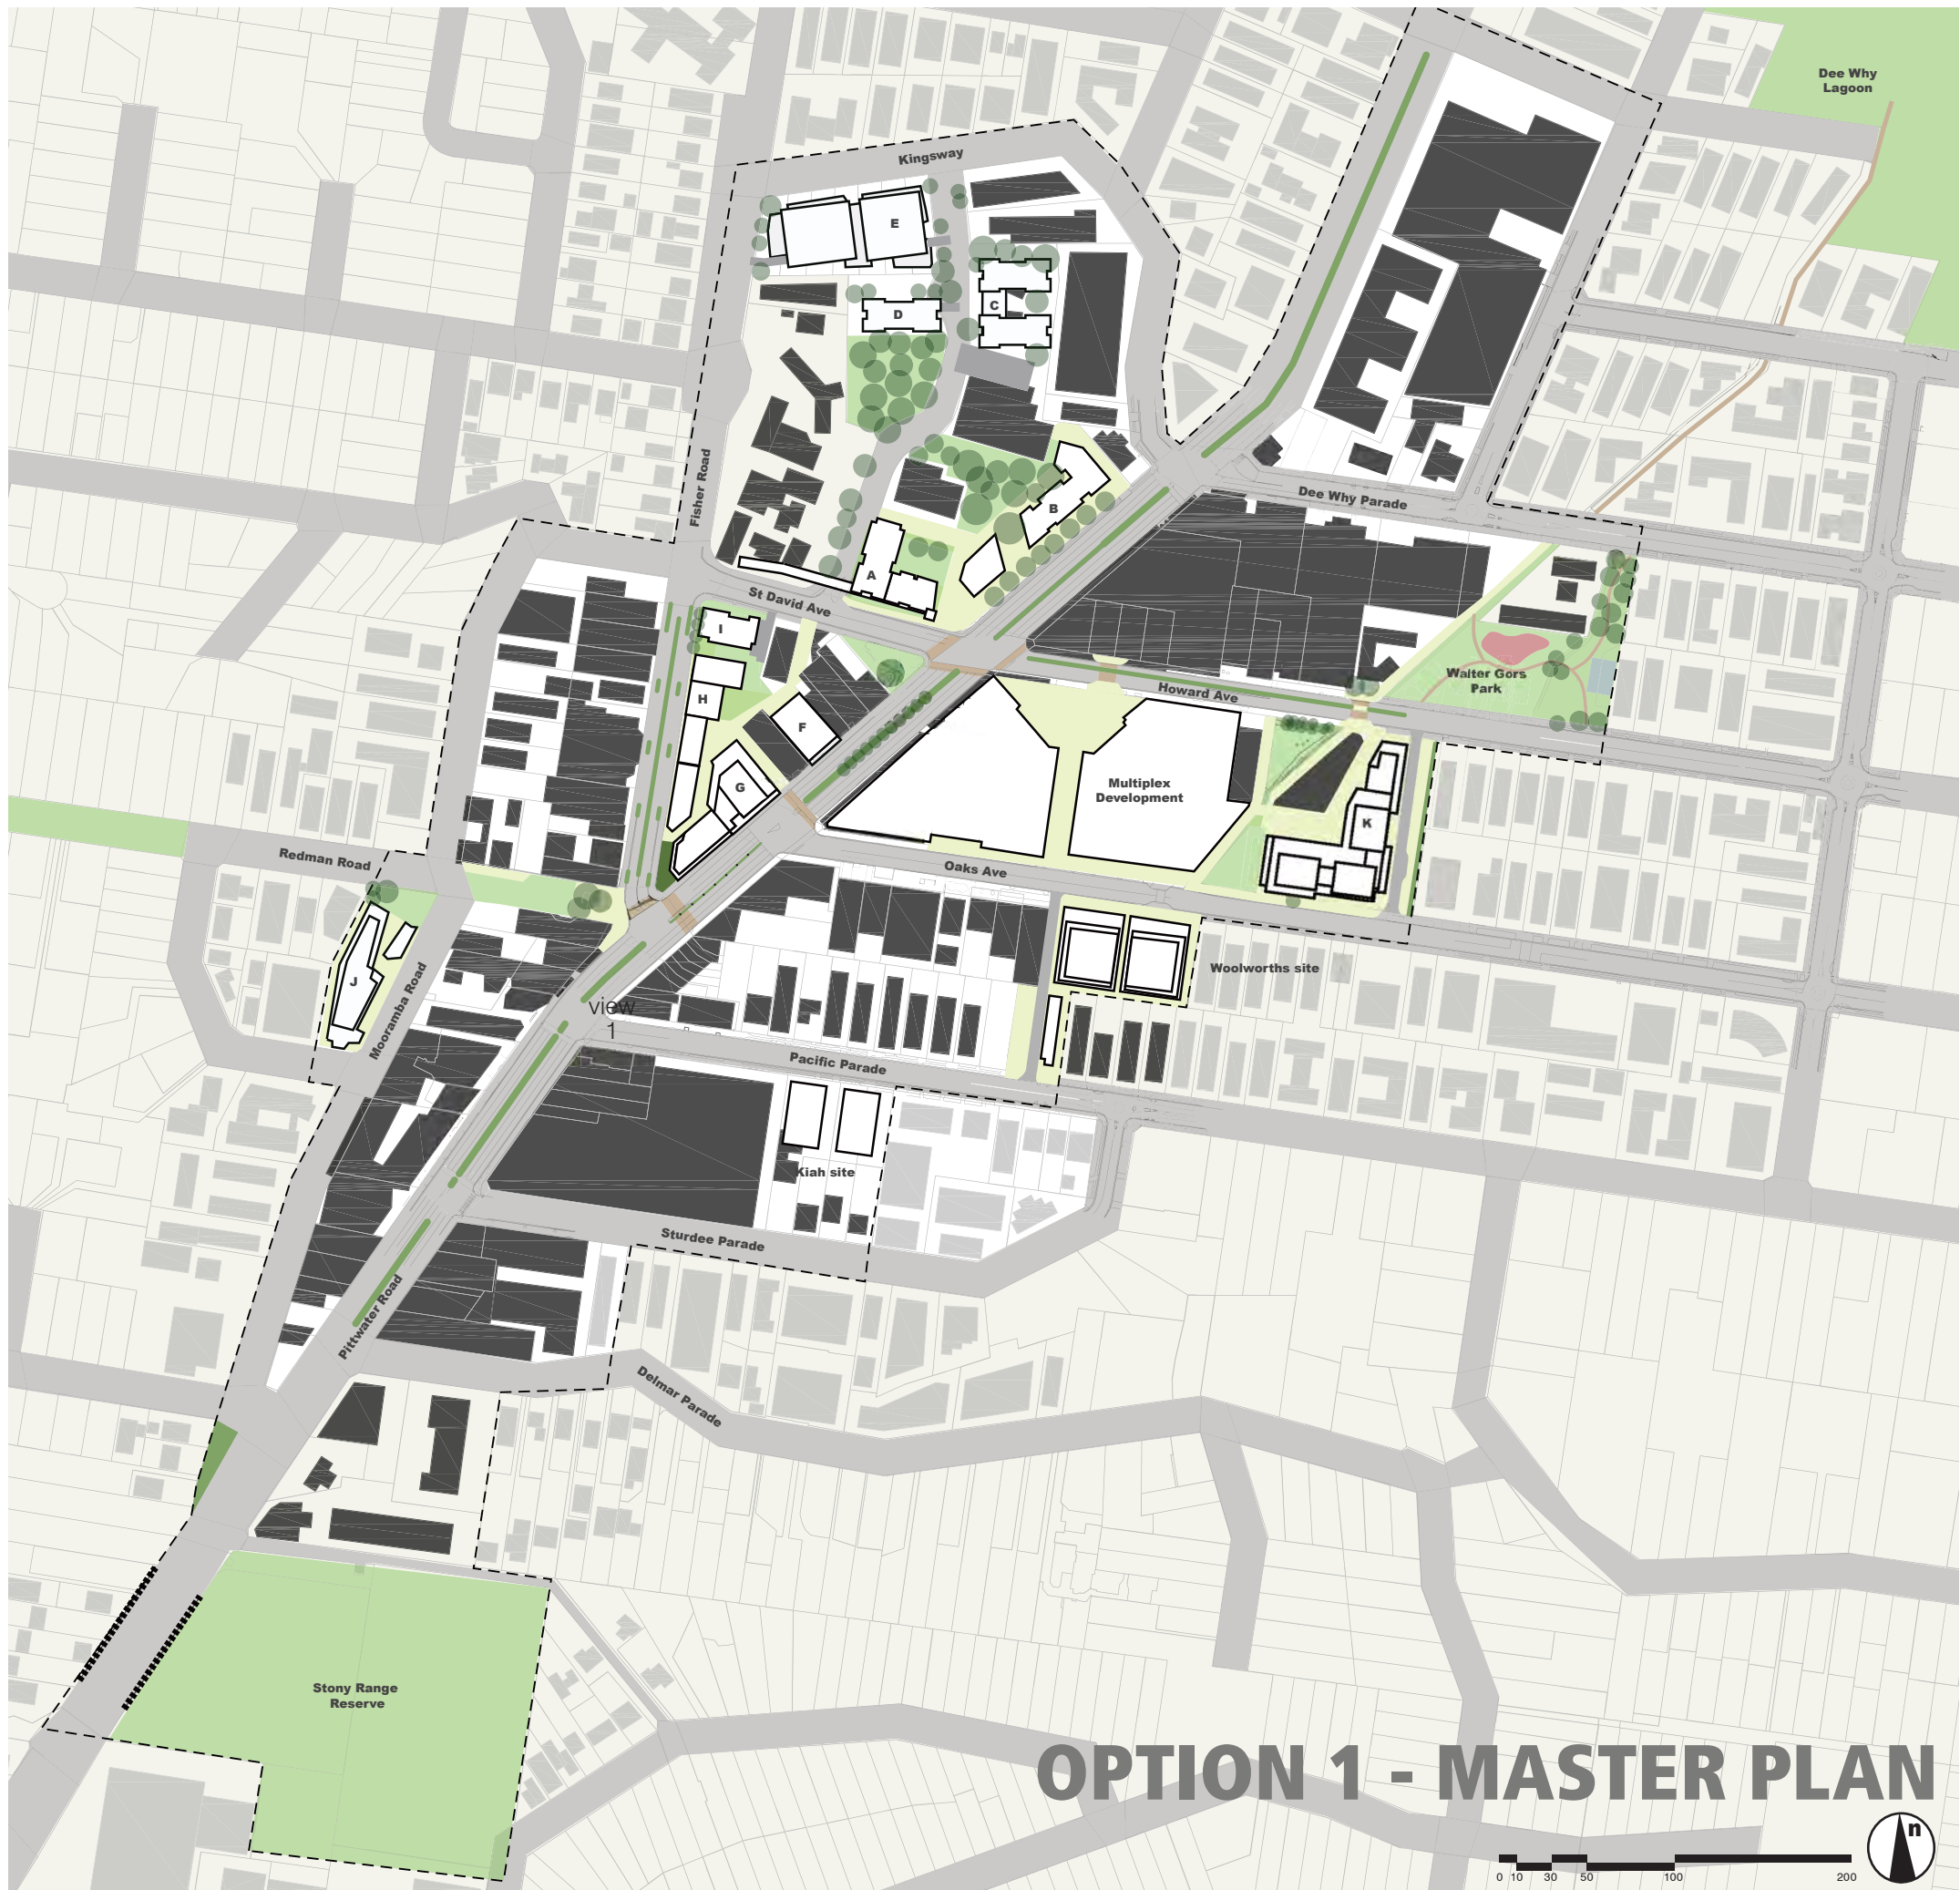 Dee Why
Lagoon
Kingsway
E
C
D
Fisher Road
B
Dee Why Parade
A
St David Ave
I
H
Walter Gors
Park
Howard Ave
F
G
Multiplex
Development
K
Redman Road
Oaks Ave
J
Woolworths site
Mooramba Road
view
1
Pacific Parade
Kiah site
Sturdee Parade
Pittwater Road
Delmar Parade
Stony Range
Reserve
OPTION 1 - MASTER PLAN
n
0 10 30 50 100 200